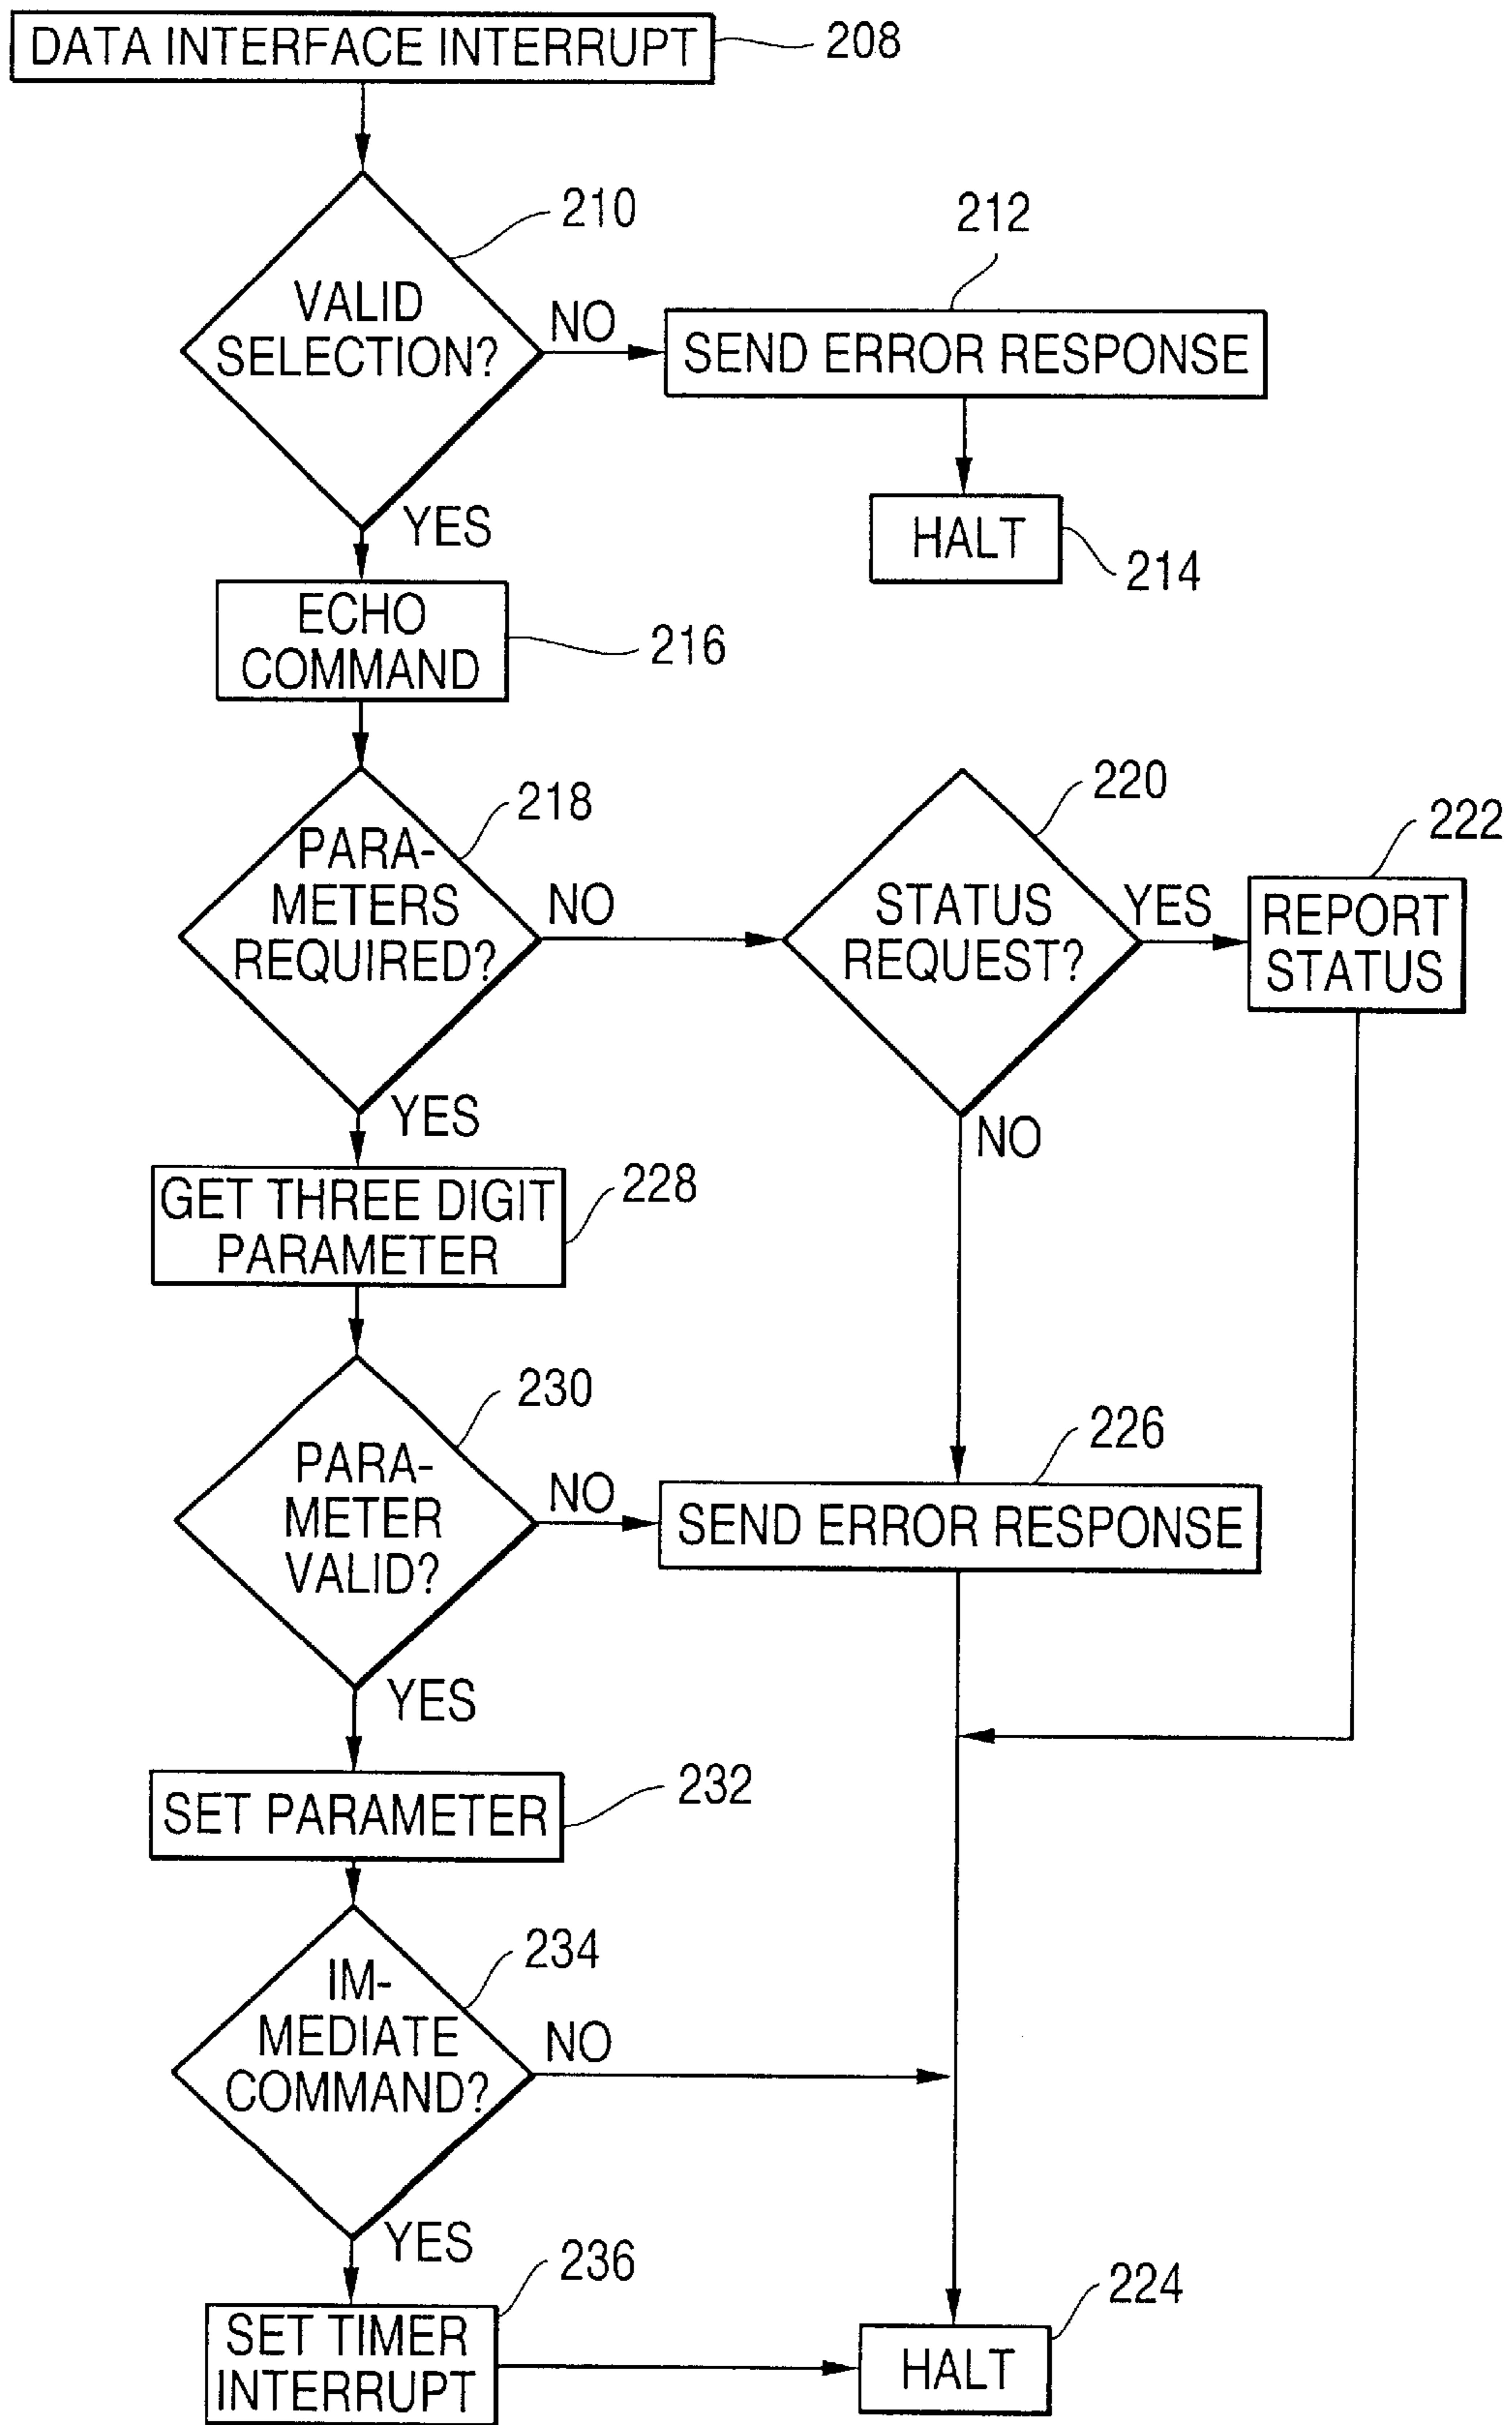 DATA INTERFACE INTERRUPT
208
210
VALID
SELECTION?
NO
212
SEND ERROR RESPONSE
YES
HALT
214
ECHO
COMMAND
216
218
PARA-
METERS
REQUIRED?
NO
220
STATUS
REQUEST?
YES
222
REPORT
STATUS
YES
NO
GET THREE DIGIT
PARAMETER
228
230
PARA-
METER
VALID?
NO
226
SEND ERROR RESPONSE
YES
SET PARAMETER
232
234
IM-
MEDIATE
COMMAND?
NO
YES
236
SET TIMER
INTERRUPT
224
HALT